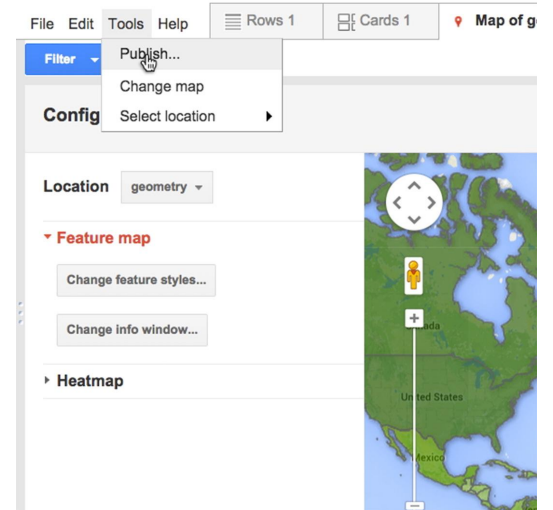 File Edit Tools Help
Rows 1
Cards 1
Map of g
Filter
Publish...
Change map
Select location
Config
Location
geometry
Feature map
Change feature styles...
Change info window...
Heatmap
United States
Mexico